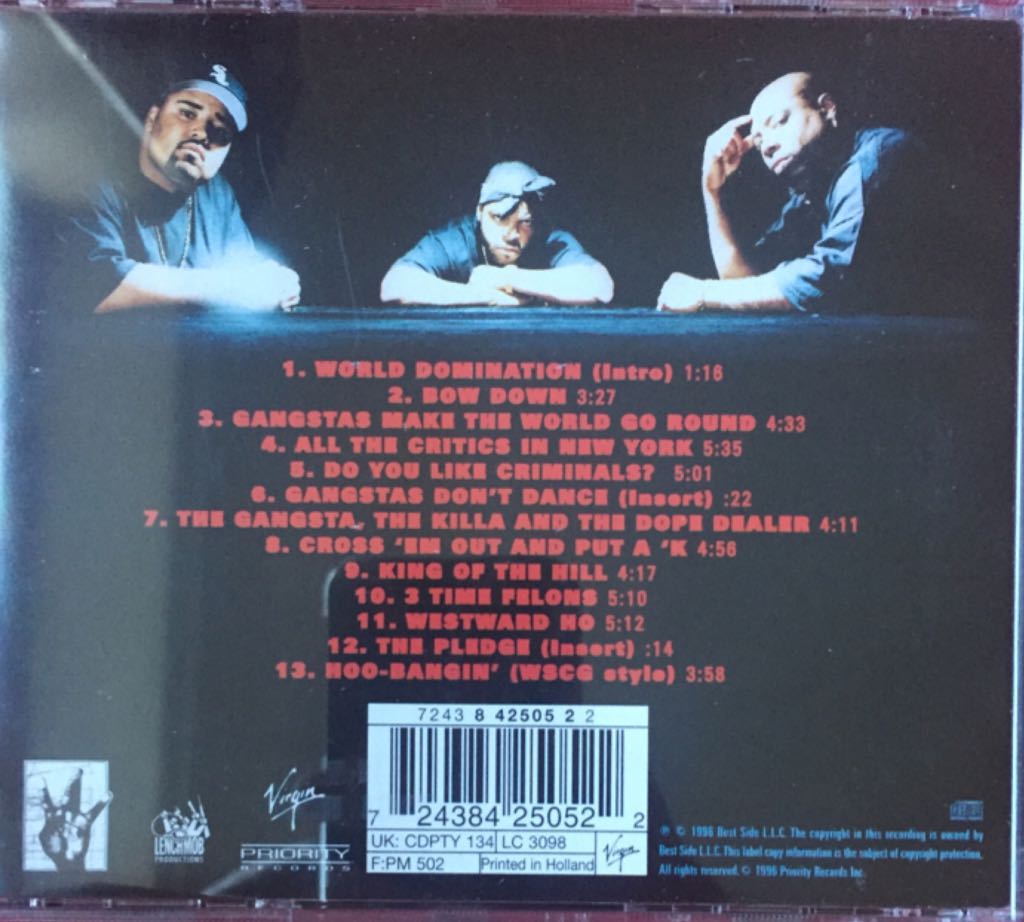 1. WORLD DOMINATION (Intro) 1:16
2. BOW DOWN 3:27
3. GANGSTAS MAKE THE WORLD GO ROUND 4:33
4. ALL THE CRITICS IN NEW YORK 5:35
5. DO YOU LIKE CRIMINALS? 5:01
6. GANGSTAS DON'T DANCE (Insert) :22
7. THE GANGSTA, THE KILLA AND THE DOPE DEALER 4:11
8. CROSS 'EM OUT AND PUT A 'K 4:56
9. KING OF THE HILL 4:17
10. 3 TIME FELONS 5:10
11. WESTWARD HO 5:12
12. THE PLEDGE (Insert) :14
13. HOO-BANGIN' (WSCG style) 3:58
7243 8 42505 2 2
7 24384 25052 2
UK: CDPTY 134 LC 3098
F:PM 502 Printed in Holland
Virgin
Virgin
LENCH MOB
PRODUCTIONS
PRIORITY
RECORDS
℗ © 1996 Best Side L.L.C. The copyright in this recording is owned by
Best Side L.L.C. This label copy information is the subject of copyright protection.
All rights reserved. © 1996 Priority Records Inc.